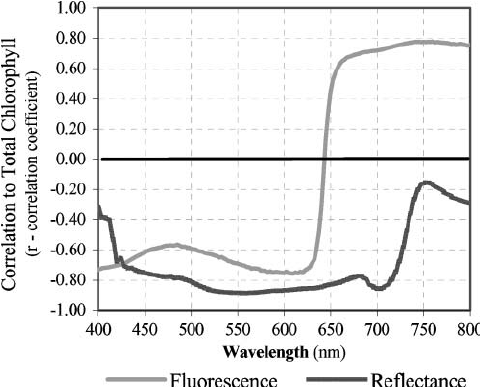 Correlation to Total Chlorophyll
(r - correlation coefficient)
1.00
0.80
0.60
0.40
0.20
0.00
-0.20
-0.40
-0.60
-0.80
-1.00
400 450 500 550 600 650 700 750 800
Wavelength (nm)
Fluorescence Reflectance